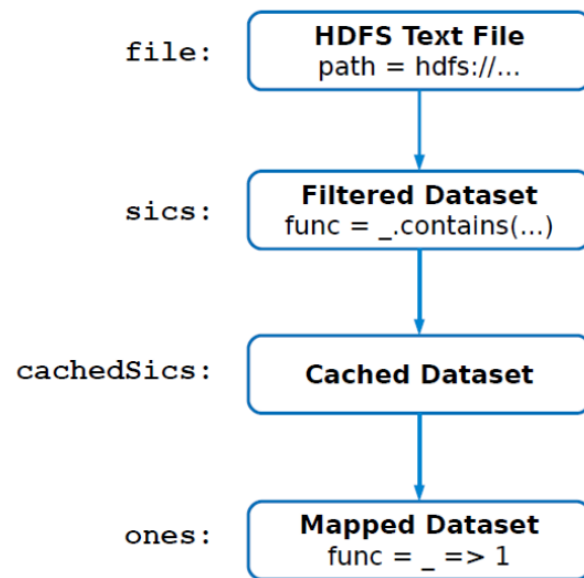 file:
HDFS Text File
path = hdfs://...
sics:
Filtered Dataset
func = _.contains(...)
cachedSics:
Cached Dataset
ones:
Mapped Dataset
func = _ => 1